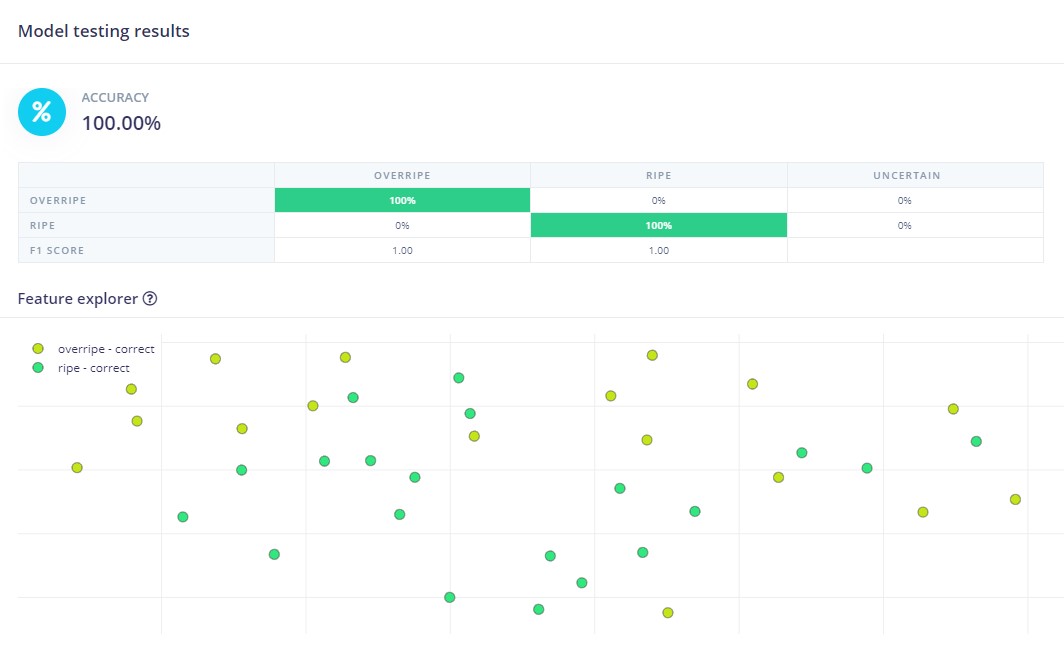 Model testing results
%
ACCURACY
100.00%
OVERRIPE RIPE UNCERTAIN
OVERRIPE 100% 0% 0%
RIPE 0% 100% 0%
F1 SCORE 1.00 1.00
Feature explorer ?
overripe - correct
ripe - correct